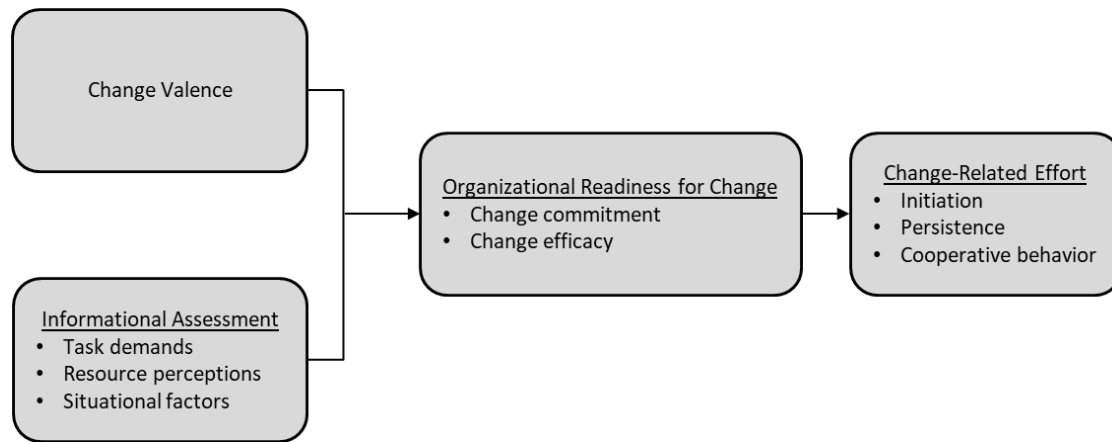 Change Valence
Informational Assessment
• Task demands
• Resource perceptions
• Situational factors
Organizational Readiness for Change
• Change commitment
• Change efficacy
Change-Related Effort
• Initiation
• Persistence
• Cooperative behavior